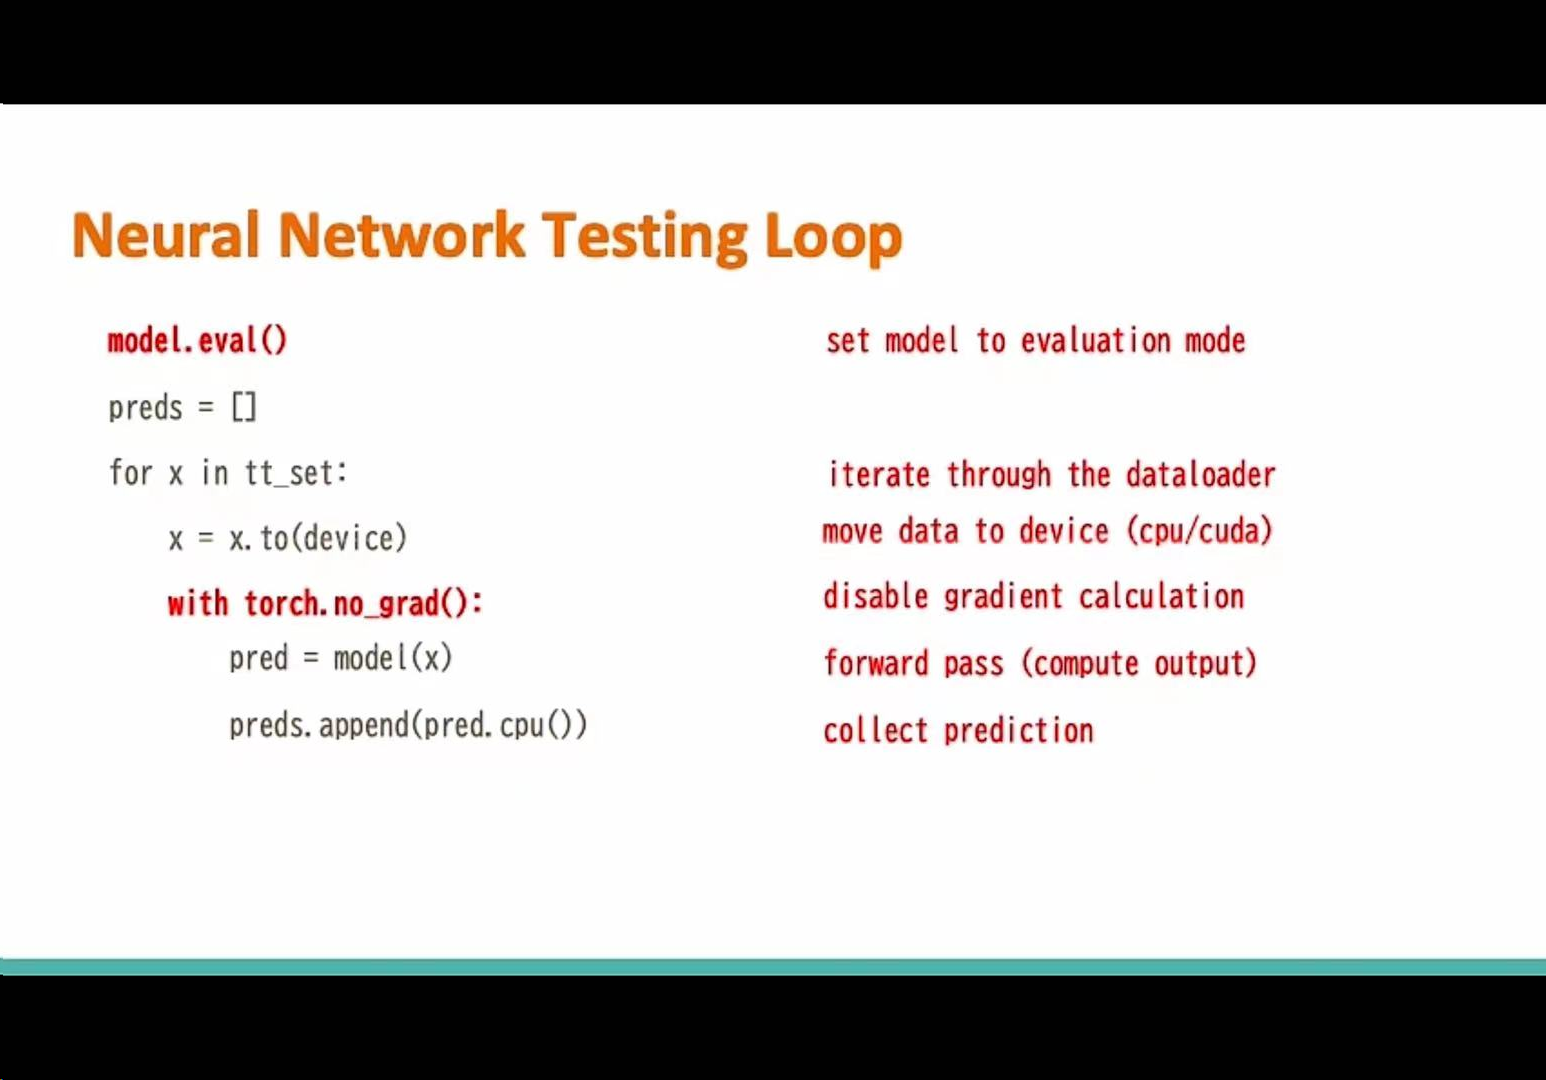 Neural Network Testing Loop
model.eval()
set model to evaluation mode
preds = []
for x in tt_set:
iterate through the dataloader
x = x.to(device)
move data to device (cpu/cuda)
with torch.no_grad():
disable gradient calculation
pred = model(x)
forward pass (compute output)
preds.append(pred.cpu())
collect prediction